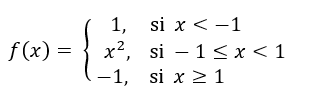 1, si x < −1
f(x) = { x², si − 1 ≤ x < 1
−1, si x ≥ 1